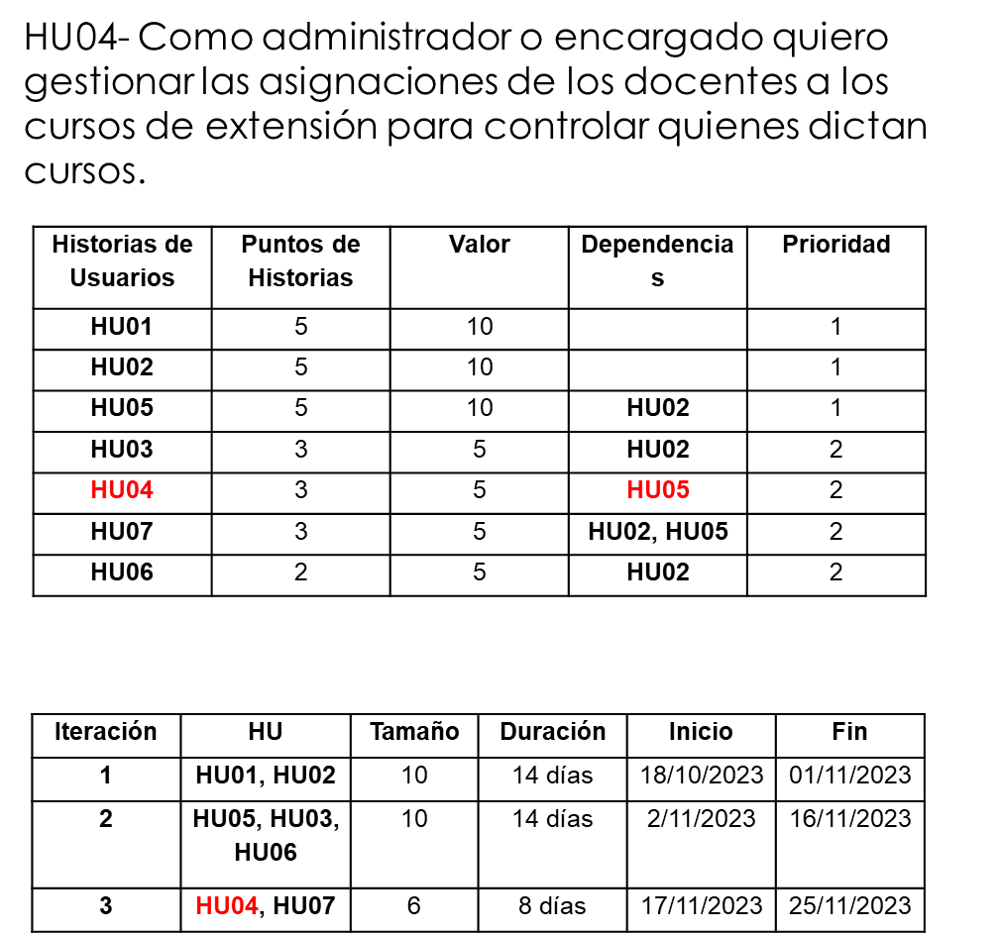 HU04- Como administrador o encargado quiero
gestionar las asignaciones de los docentes a los
cursos de extensión para controlar quienes dictan
cursos.
Historias de Usuarios Puntos de Historias Valor Dependencias Prioridad
HU01 5 10 1
HU02 5 10 1
HU05 5 10 HU02 1
HU03 3 5 HU02 2
HU04 3 5 HU05 2
HU07 3 5 HU02, HU05 2
HU06 2 5 HU02 2
Iteración HU Tamaño Duración Inicio Fin
1 HU01, HU02 10 14 días 18/10/2023 01/11/2023
2 HU05, HU03, HU06 10 14 días 2/11/2023 16/11/2023
3 HU04, HU07 6 8 días 17/11/2023 25/11/2023